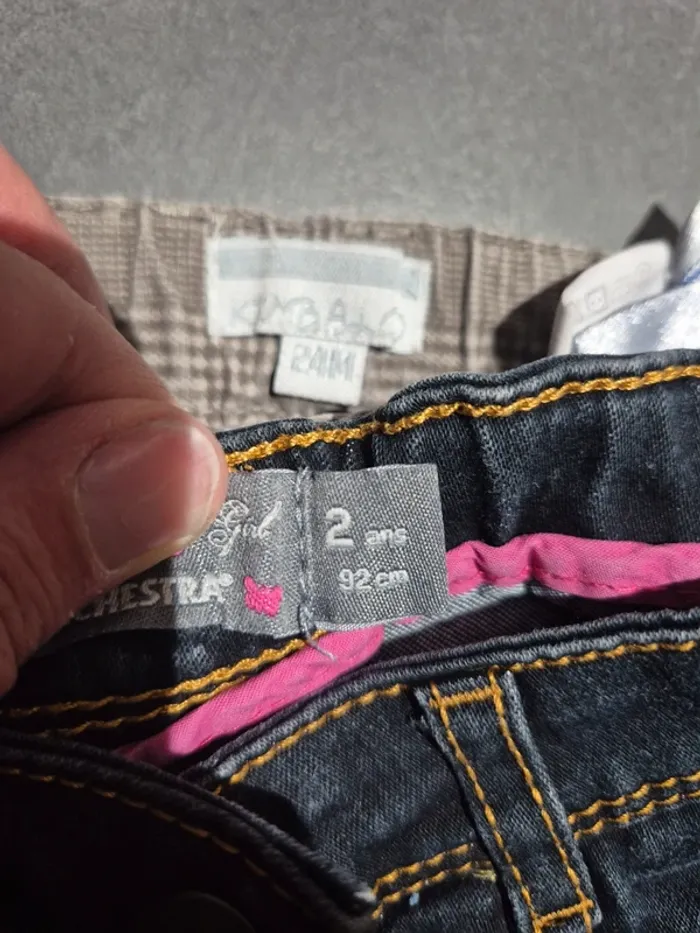 24M
Girl
2 ans
CHESTRA®
92 cm